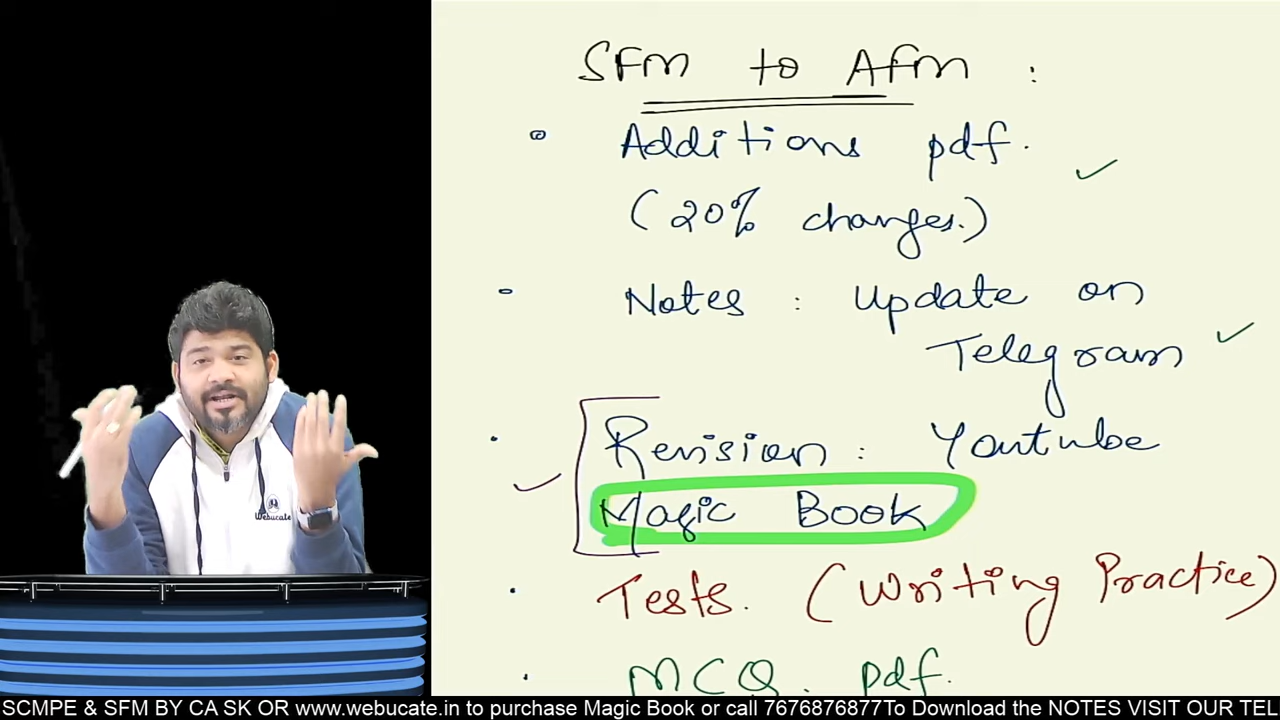 SFM to AFM :
Additions pdf.
(20% changes.)
Notes : Update on
Telegram
Revision : Youtube
Magic Book
Tests. (Writing Practice)
MCQ. pdf.
Webucate
SCMPE & SFM BY CA SK OR www.webucate.in to purchase Magic Book or call 7676876877To Download the NOTES VISIT OUR TEL